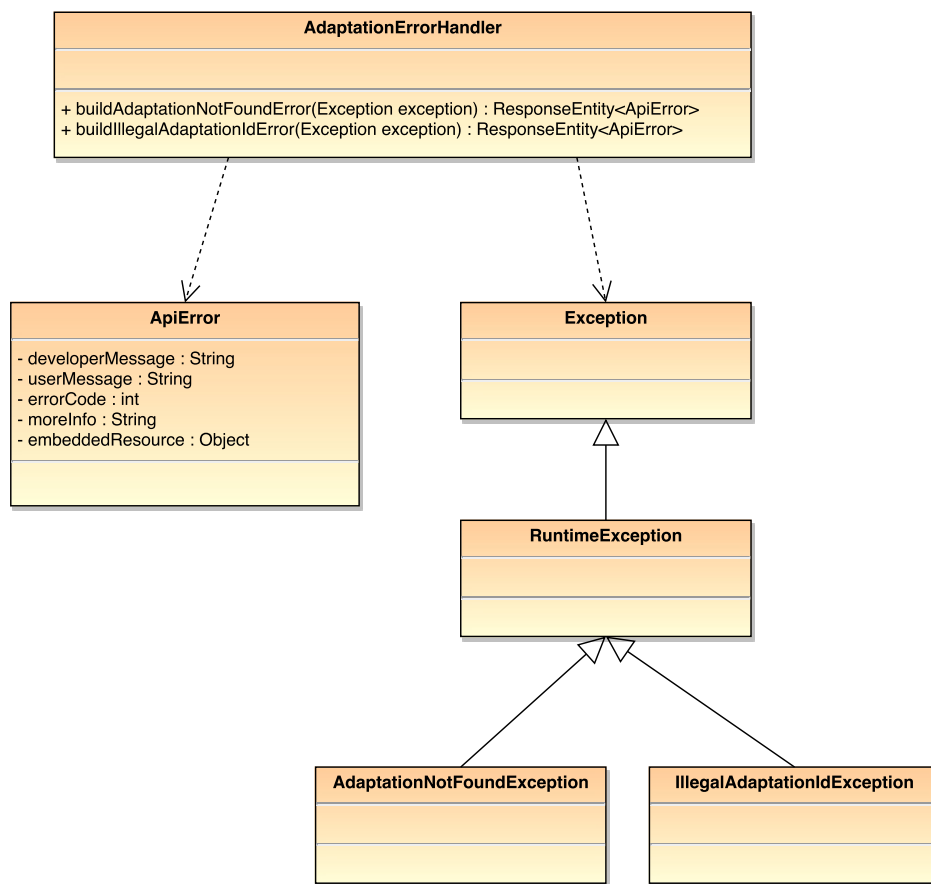 AdaptationErrorHandler
+ buildAdaptationNotFoundError(Exception exception) : ResponseEntity<ApiError>
+ buildIllegalAdaptationIdError(Exception exception) : ResponseEntity<ApiError>
ApiError
- developerMessage : String
- userMessage : String
- errorCode : int
- moreInfo : String
- embeddedResource : Object
Exception
RuntimeException
AdaptationNotFoundException
IllegalAdaptationIdException